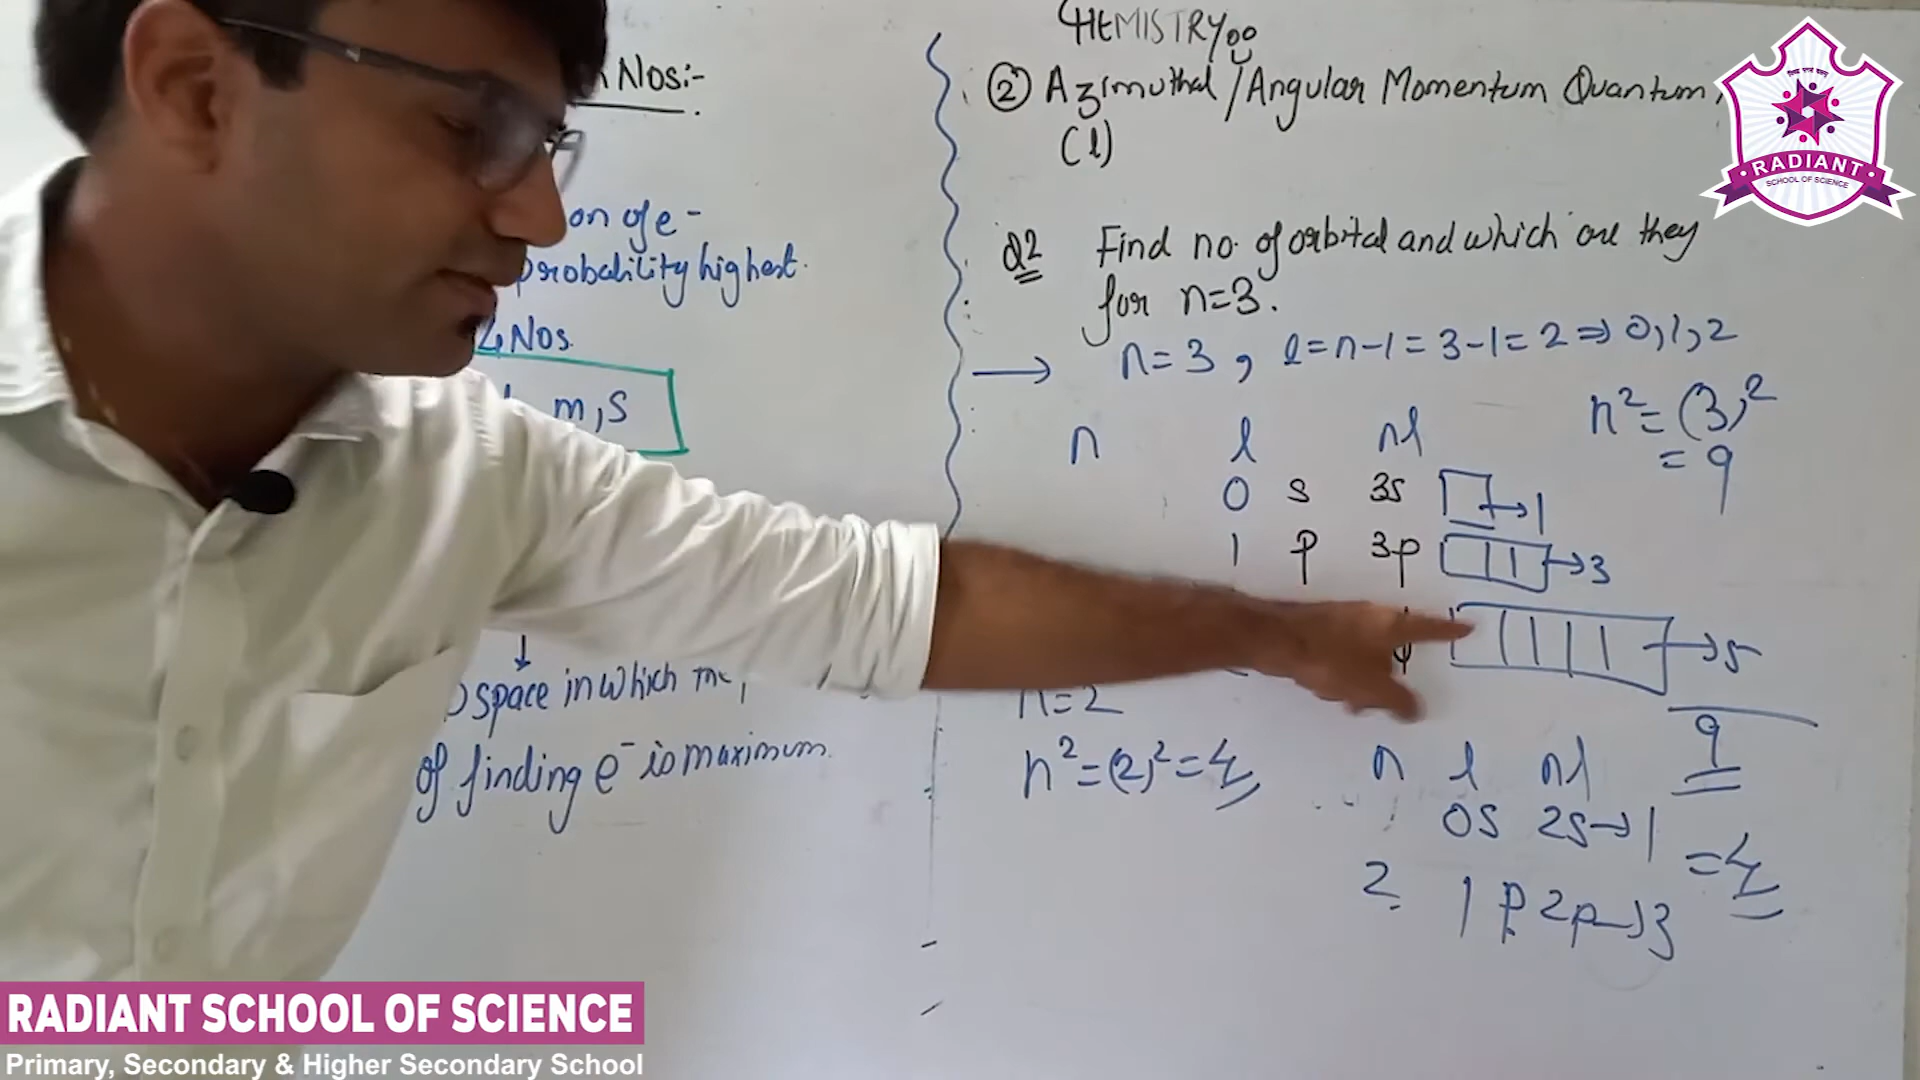 Nos:-
on of e-
probability highest.
4 Nos.
m, s
↓
space in which
of finding e⁻ is maximum.
CHEMISTRY
② Azimuthal / Angular Momentum Quantum
(l)
Q2 Find no. of orbital and which are they
for n=3.
→ n = 3, l = n-1 = 3-1 = 2 ⇒ 0, 1, 2
n l nl
n² = (3)²
= 9
0 s 3s → 1
1 p 3p → 3
→ 5
9
n=2
n² = (2)² = 4
n l nl
0s 2s → 1
= 4
2 1 p 2p → 3
RADIANT
SCHOOL OF SCIENCE
RADIANT SCHOOL OF SCIENCE
Primary, Secondary & Higher Secondary School